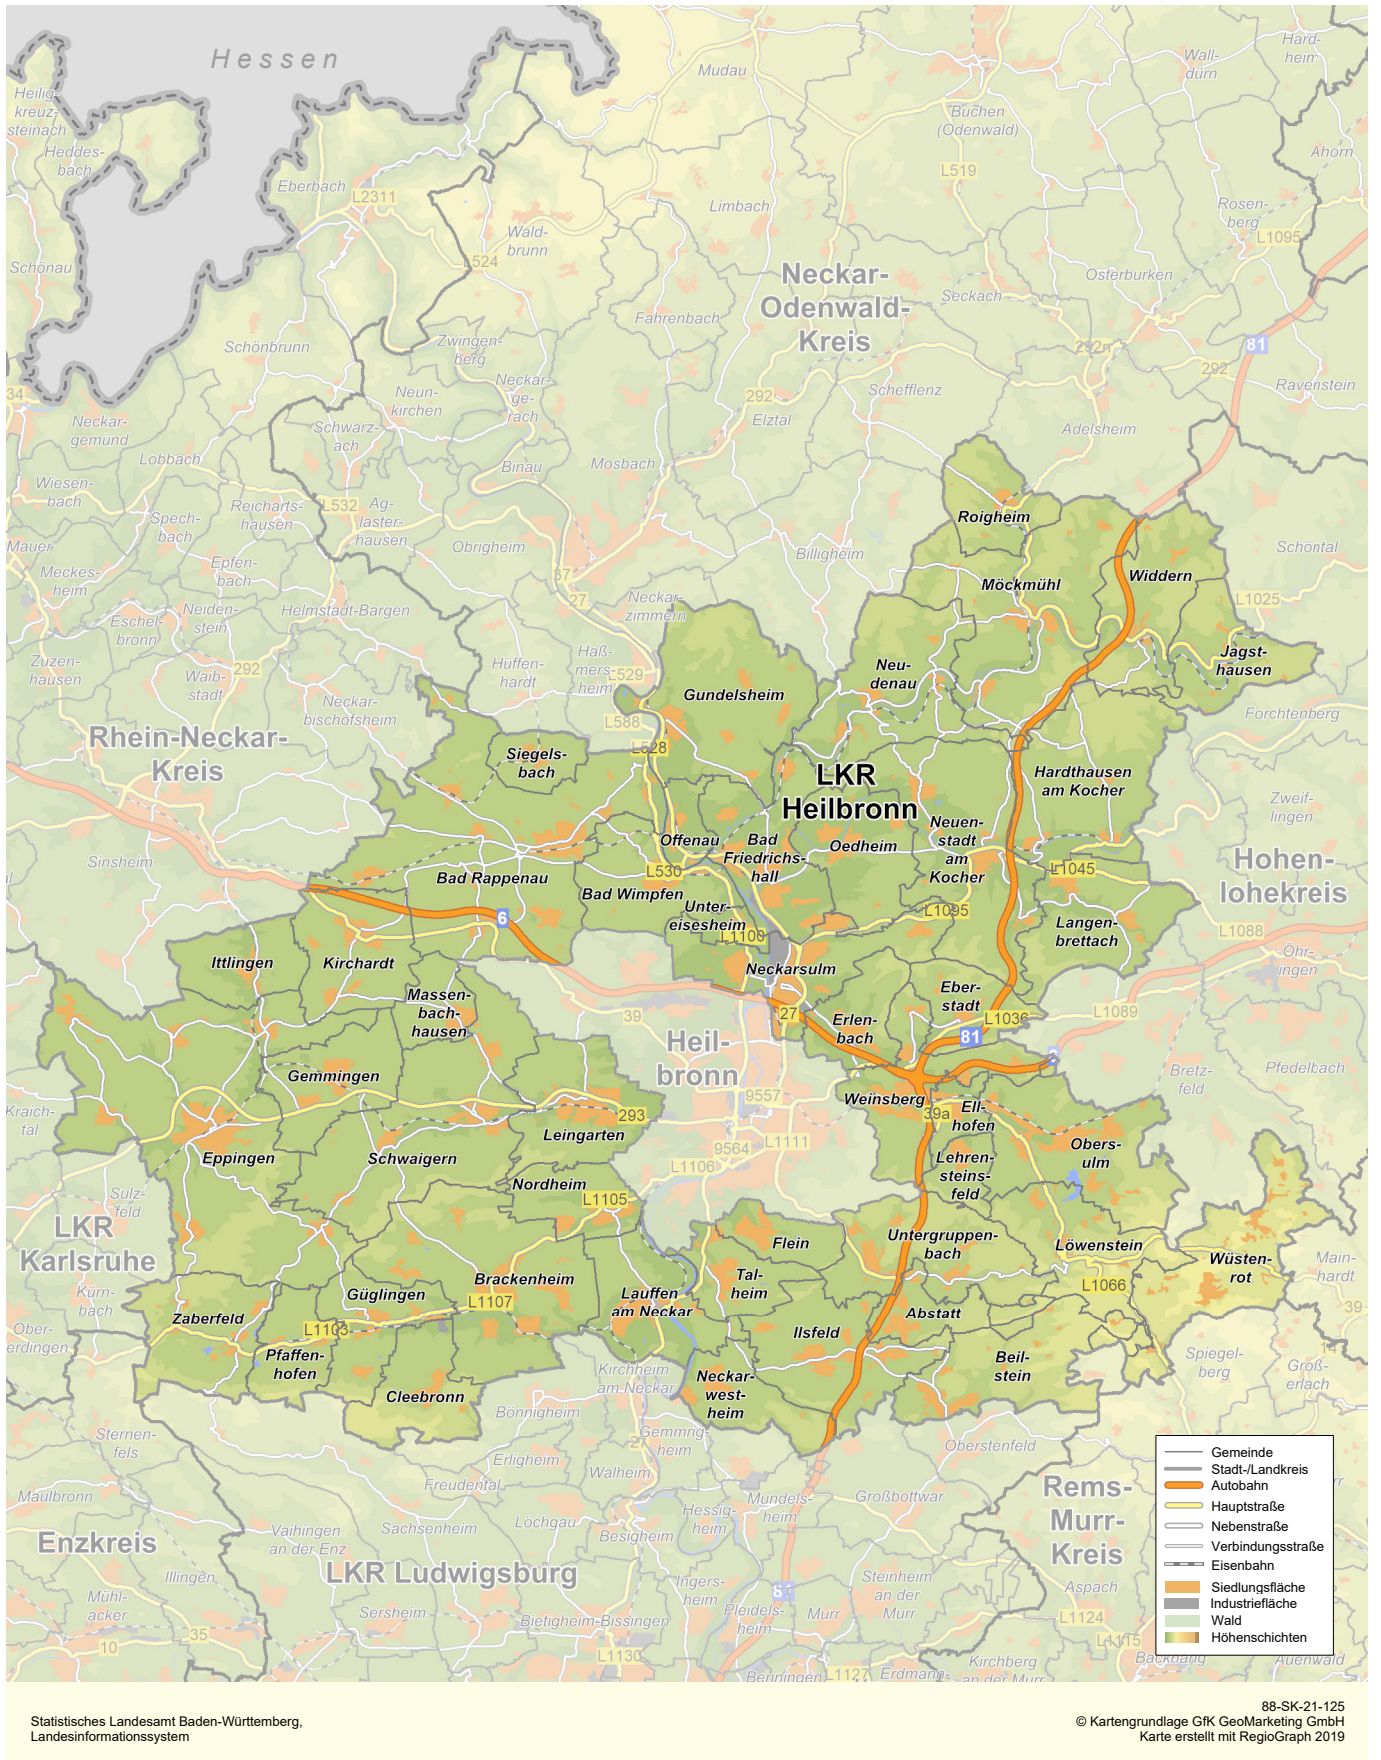 Hessen
Mudau
Hard-
heim
Wall-
dürn
Heilig-
kreuz-
steinach
Heddes-
bach
Buchen
(Odenwald)
Ahorn
L519
Eberbach
L2311
Limbach
Rosen-
berg
L1095
Wald-
brunn
L524
Schönau
Neckar-
Odenwald-
Kreis
Osterburken
Seckach
Fahrenbach
Schönbrunn
Zwingen-
berg
292n
81
292
Ravenstein
34
Neckar-
gemünd
Neun-
kirchen
Neckar-
ge-
rach
292
Schefflenz
Elztal
Adelsheim
Schwarz-
ach
Lobbach
Binau
Mosbach
Wiesen-
bach
Reicharts-
hausen
L532
Ag-
laster-
hausen
Spech-
bach
Roigheim
Mauer
Obrigheim
Billigheim
Schöntal
Meckes-
heim
Epfen-
bach
37
27
Möckmühl
Widdern
Neiden-
stein
Helmstadt-Bargen
Neckar-
zimmern
L1025
Eschel-
bronn
Zuzen-
hausen
Waib-
stadt
292
Hüffen-
hardt
Haß-
mers-
heim
L529
Neu-
denau
Jagst-
hausen
Neckar-
bischofsheim
Gundelsheim
L588
Forchtenberg
Rhein-Neckar-
Kreis
Siegels-
bach
L528
LKR
Heilbronn
Hardthausen
am Kocher
Zweif-
lingen
Neuen-
stadt
am
Kocher
Offenau
Bad
Friedrichs-
hall
Oedheim
Sinsheim
L530
L1045
Hohen-
lohekreis
Bad Rappenau
Bad Wimpfen
Unter-
eisesheim
L1095
6
L1100
Langen-
brettach
L1088
Öhr-
ingen
Ittlingen
Kirchardt
Neckarsulm
Massen-
bach-
hausen
Eber-
stadt
39
27
Erlen-
bach
L1036
L1089
81
Heil-
bronn
6
Gemmingen
Bretz-
feld
Pfedelbach
9557
Weinsberg
39a
Ell-
hofen
Kraich-
tal
293
Leingarten
9564
L1111
Obers-
ulm
Eppingen
Schwaigern
L1106
Lehren-
steins-
feld
Nordheim
Sulz-
feld
L1105
LKR
Karlsruhe
Flein
Untergruppen-
bach
Löwenstein
Wüsten-
rot
Main-
hardt
Brackenheim
Tal-
heim
L1066
Kürn-
bach
Güglingen
L1107
Lauffen
am Neckar
39
Zaberfeld
L1103
Ilsfeld
Abstatt
Ober-
erdingen
Pfaffen-
hofen
Beil-
stein
Spiegel-
berg
Groß-
erlach
Kirchheim
am Neckar
Neckar-
west-
heim
Cleebronn
Bönnigheim
Sternen-
fels
27
Gemmrig-
heim
Oberstenfeld
Erligheim
Walheim
Freudental
Maulbronn
Mundels-
heim
Großbottwar
Rems-
Murr-
Kreis
Hessig-
heim
Löchgau
Sachsenheim
Besigheim
Vaihingen
an der Enz
Enzkreis
LKR Ludwigsburg
Illingen
Ingers-
heim
81
Steinheim
an der
Murr
Aspach
Mühl-
acker
Sersheim
Pleidels-
heim
Murr
L1124
Bietigheim-Bissingen
10
35
L1130
L1115
Kirchberg
an der Murr
Backnang
Auenwald
Benningen
L1127
Erdmann-
Gemeinde
Stadt-/Landkreis
Autobahn
Hauptstraße
Nebenstraße
Verbindungsstraße
Eisenbahn
Siedlungsfläche
Industriefläche
Wald
Höhenschichten
88-SK-21-125
Statistisches Landesamt Baden-Württemberg,
Landesinformationssystem
© Kartengrundlage GfK GeoMarketing GmbH
Karte erstellt mit RegioGraph 2019